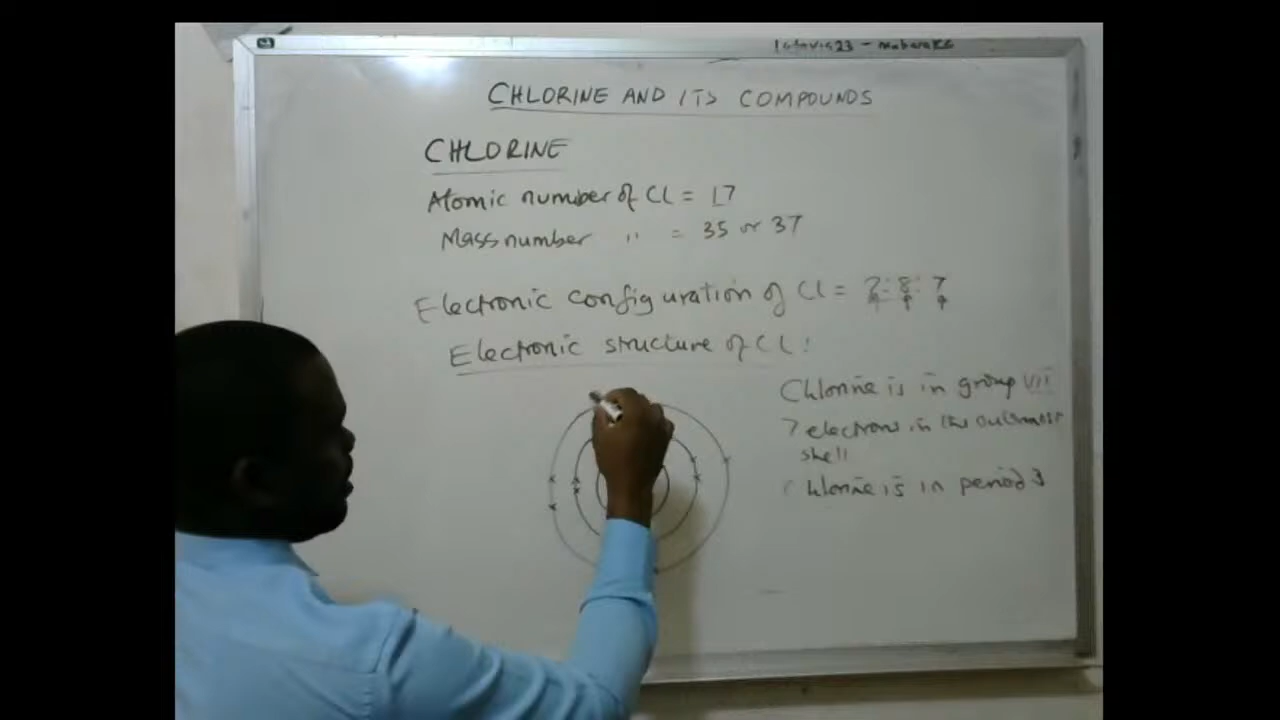 CHLORINE AND ITS COMPOUNDS
CHLORINE
Atomic number of Cl = 17
Mass number " = 35 or 37
Electronic configuration of Cl = 2:8:7
Electronic structure of Cl:
Chlorine is in group VII
7 electrons in the outermost
shell
Chlorine is in period 3